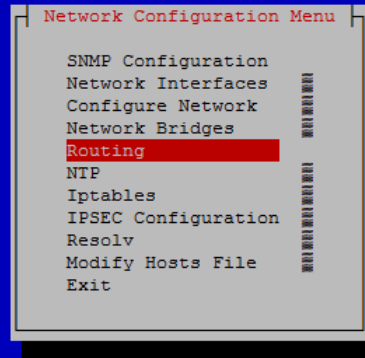 Network Configuration Menu
SNMP Configuration
Network Interfaces
Configure Network
Network Bridges
Routing
NTP
Iptables
IPSEC Configuration
Resolv
Modify Hosts File
Exit